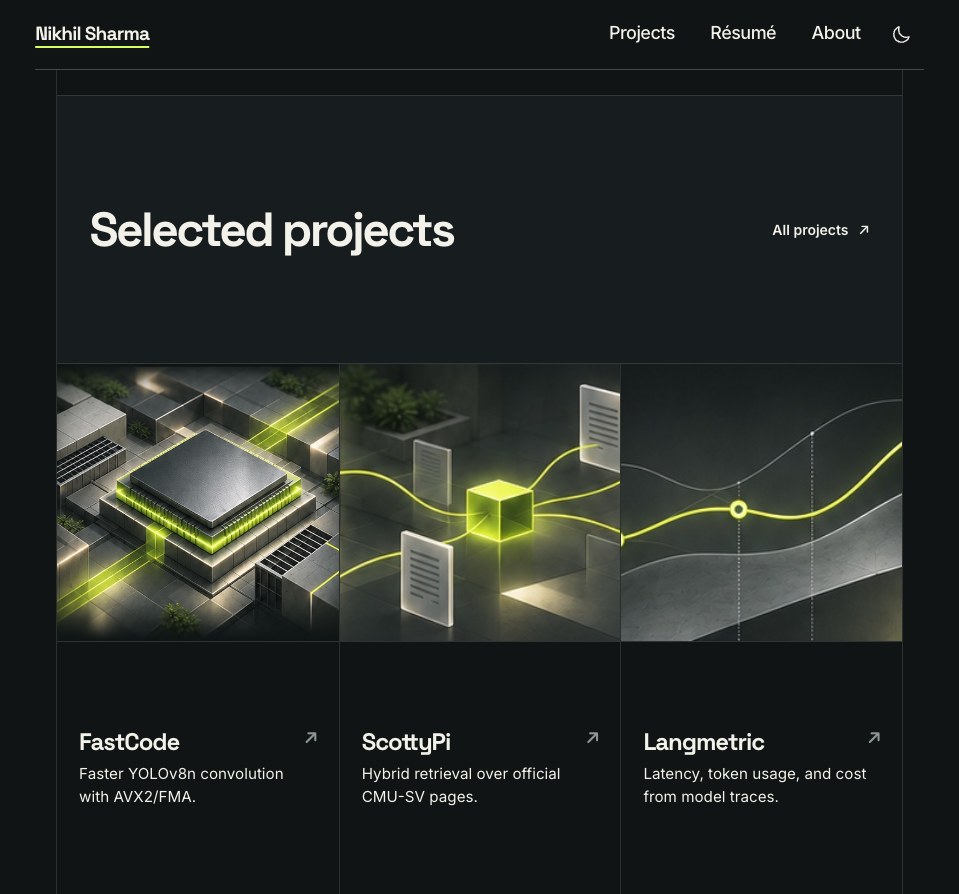 Nikhil Sharma
Projects
Résumé
About
Selected projects
All projects
FastCode
Faster YOLOv8n convolution
with AVX2/FMA.
ScottyPi
Hybrid retrieval over official
CMU-SV pages.
Langmetric
Latency, token usage, and cost
from model traces.